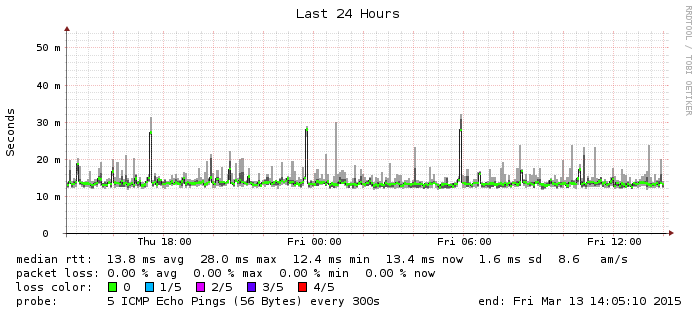 Last 24 Hours
RRDTOOL / TOBI OETIKER
Seconds
50 m
40 m
30 m
20 m
10 m
0
Thu 18:00 Fri 00:00 Fri 06:00 Fri 12:00
median rtt: 13.8 ms avg 28.0 ms max 12.4 ms min 13.4 ms now 1.6 ms sd 8.6 am/s
packet loss: 0.00 % avg 0.00 % max 0.00 % min 0.00 % now
loss color: 0 1/5 2/5 3/5 4/5
probe: 5 ICMP Echo Pings (56 Bytes) every 300s end: Fri Mar 13 14:05:10 2015